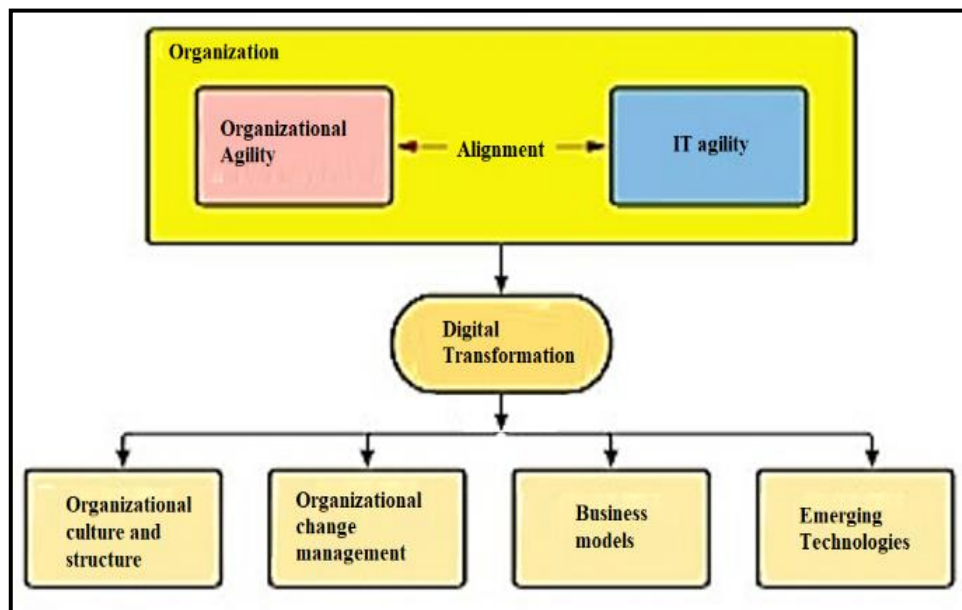 Organization
Organizational
Agility
Alignment
IT agility
Digital
Transformation
Organizational
culture and
structure
Organizational
change
management
Business
models
Emerging
Technologies